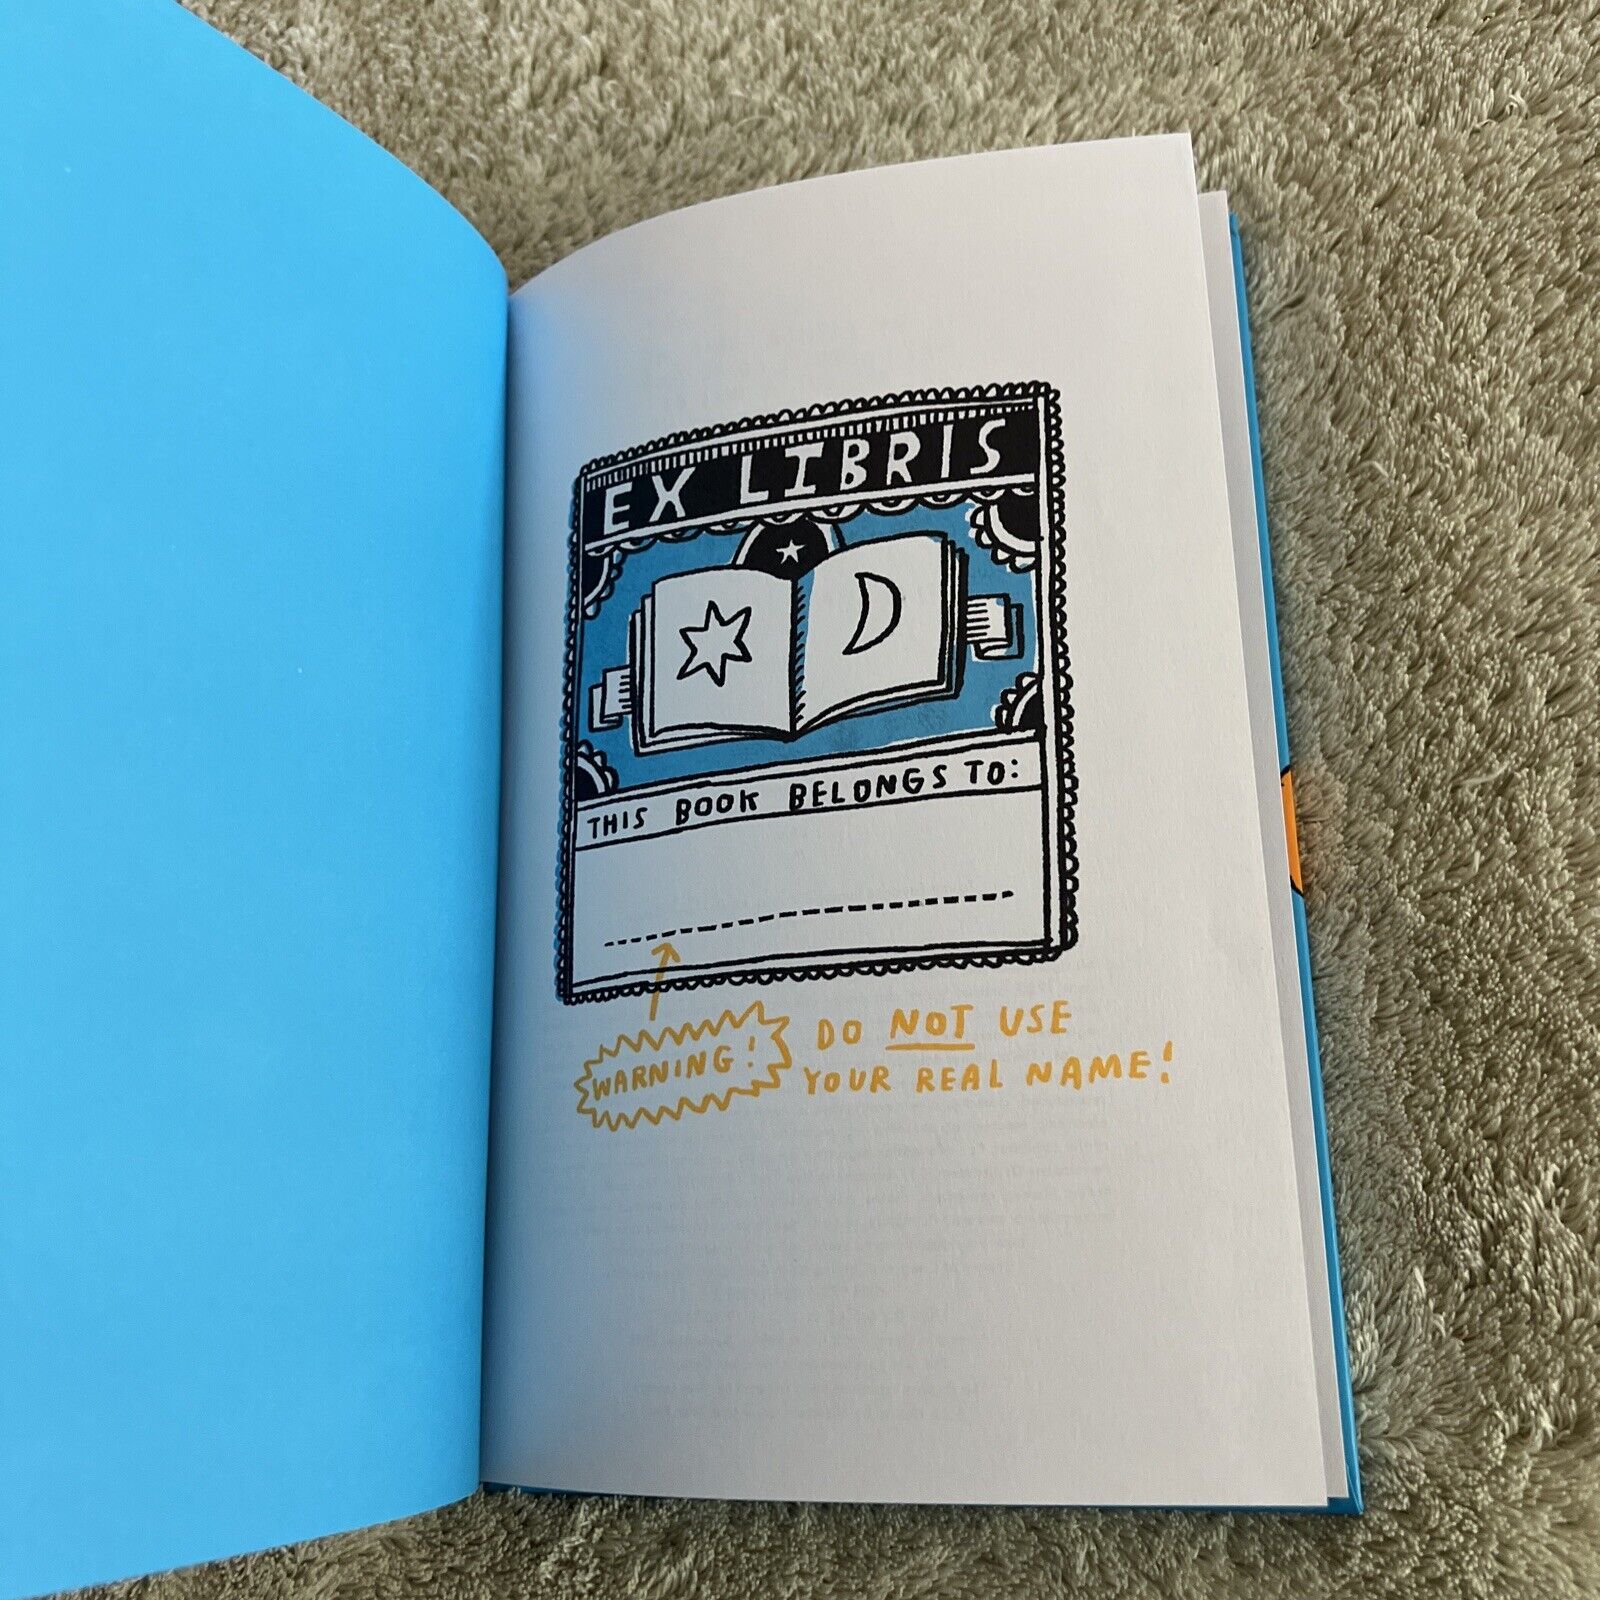 EX LIBRIS
THIS BOOK BELONGS TO:
WARNING! DO NOT USE
YOUR REAL NAME!